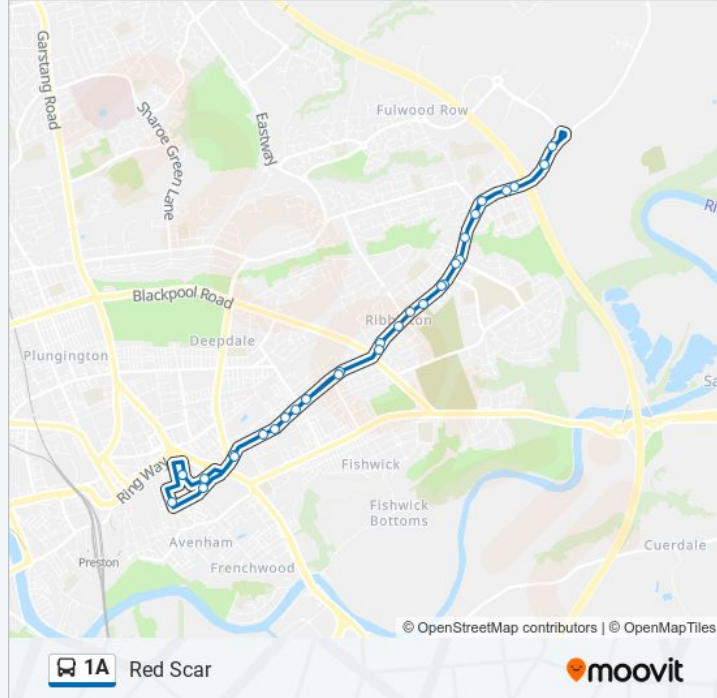 Garstang Road
Sharoe Green
Lane
Eastway
Fulwood Row
Blackpool Road
Deepdale
Plungington
Ring Way
Fishwick
Fishwick
Bottoms
Avenham
Frenchwood
Preston
Cuerdale
© OpenStreetMap contributors | © OpenMapTiles
1A
Red Scar
moovit